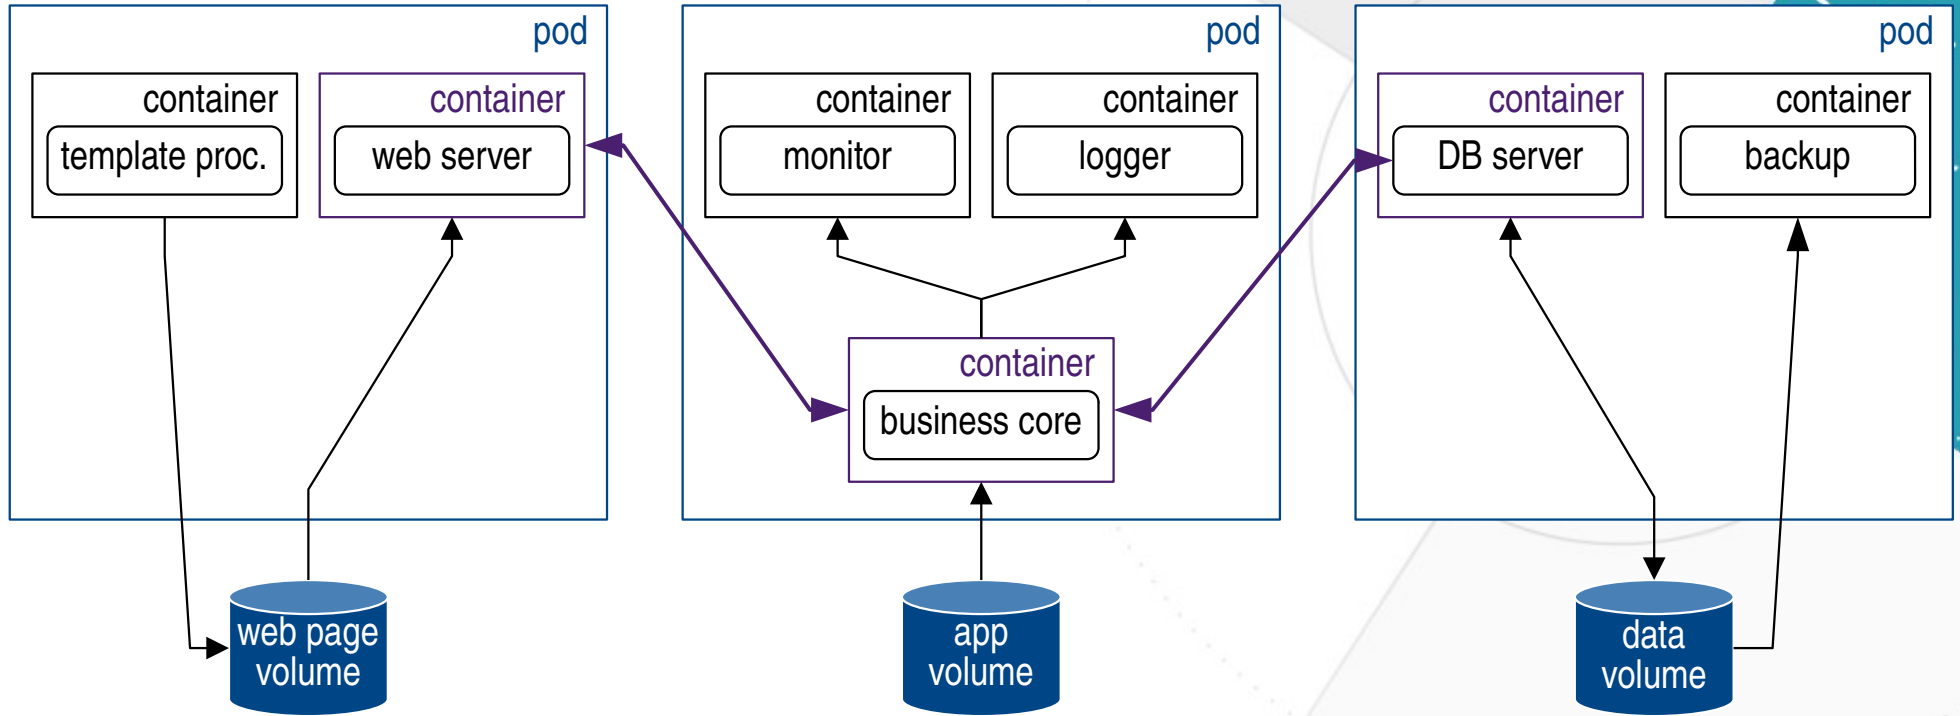 pod
container
template proc.
container
web server
web page
volume
pod
container
monitor
container
logger
container
business core
app
volume
pod
container
DB server
container
backup
data
volume